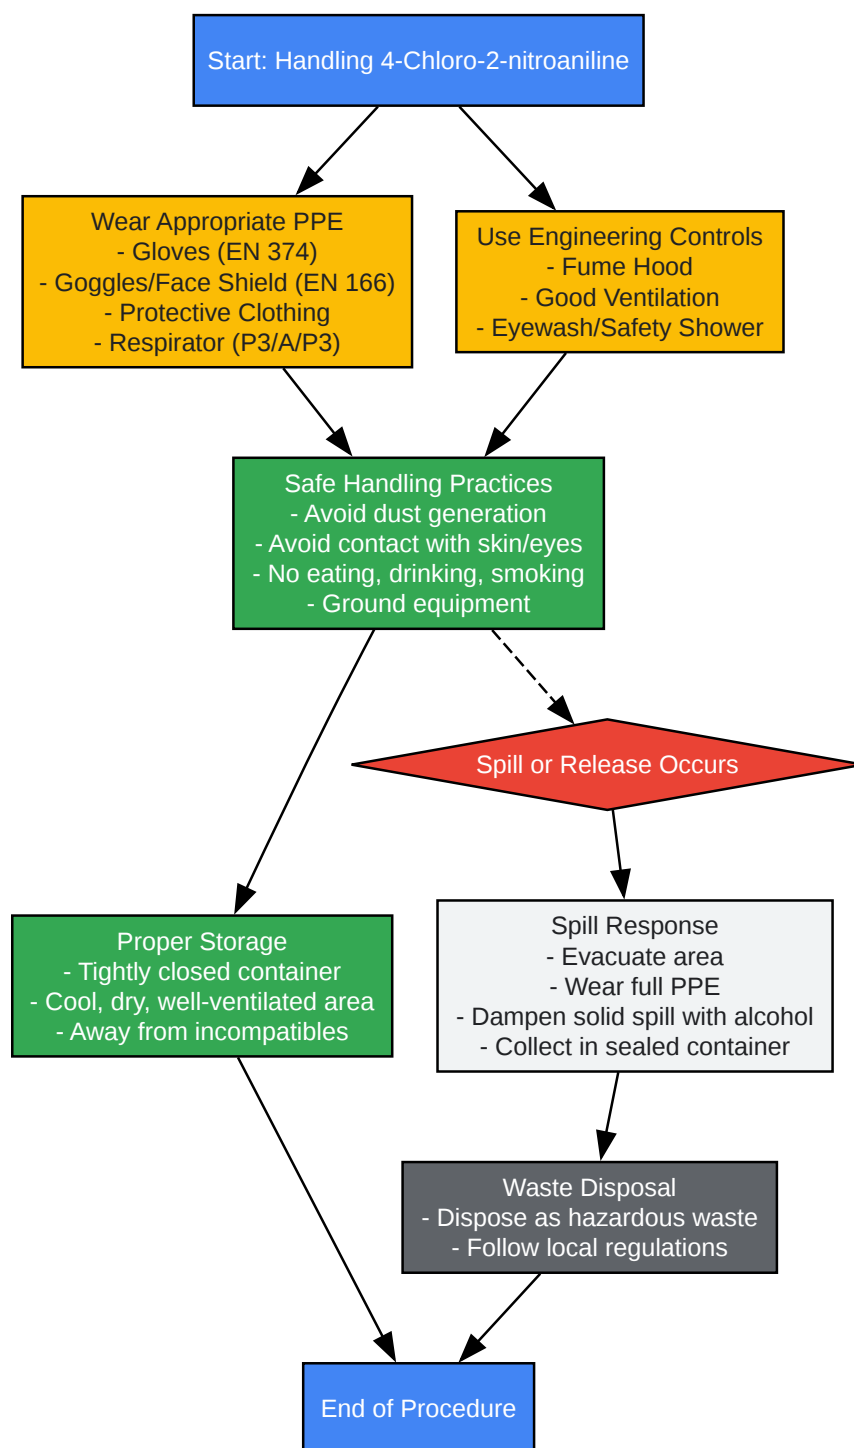 Start: Handling 4-Chloro-2-nitroaniline
Wear Appropriate PPE
- Gloves (EN 374)
- Goggles/Face Shield (EN 166)
- Protective Clothing
- Respirator (P3/A/P3)
Use Engineering Controls
- Fume Hood
- Good Ventilation
- Eyewash/Safety Shower
Safe Handling Practices
- Avoid dust generation
- Avoid contact with skin/eyes
- No eating, drinking, smoking
- Ground equipment
Spill or Release Occurs
Proper Storage
- Tightly closed container
- Cool, dry, well-ventilated area
- Away from incompatibles
Spill Response
- Evacuate area
- Wear full PPE
- Dampen solid spill with alcohol
- Collect in sealed container
Waste Disposal
- Dispose as hazardous waste
- Follow local regulations
End of Procedure